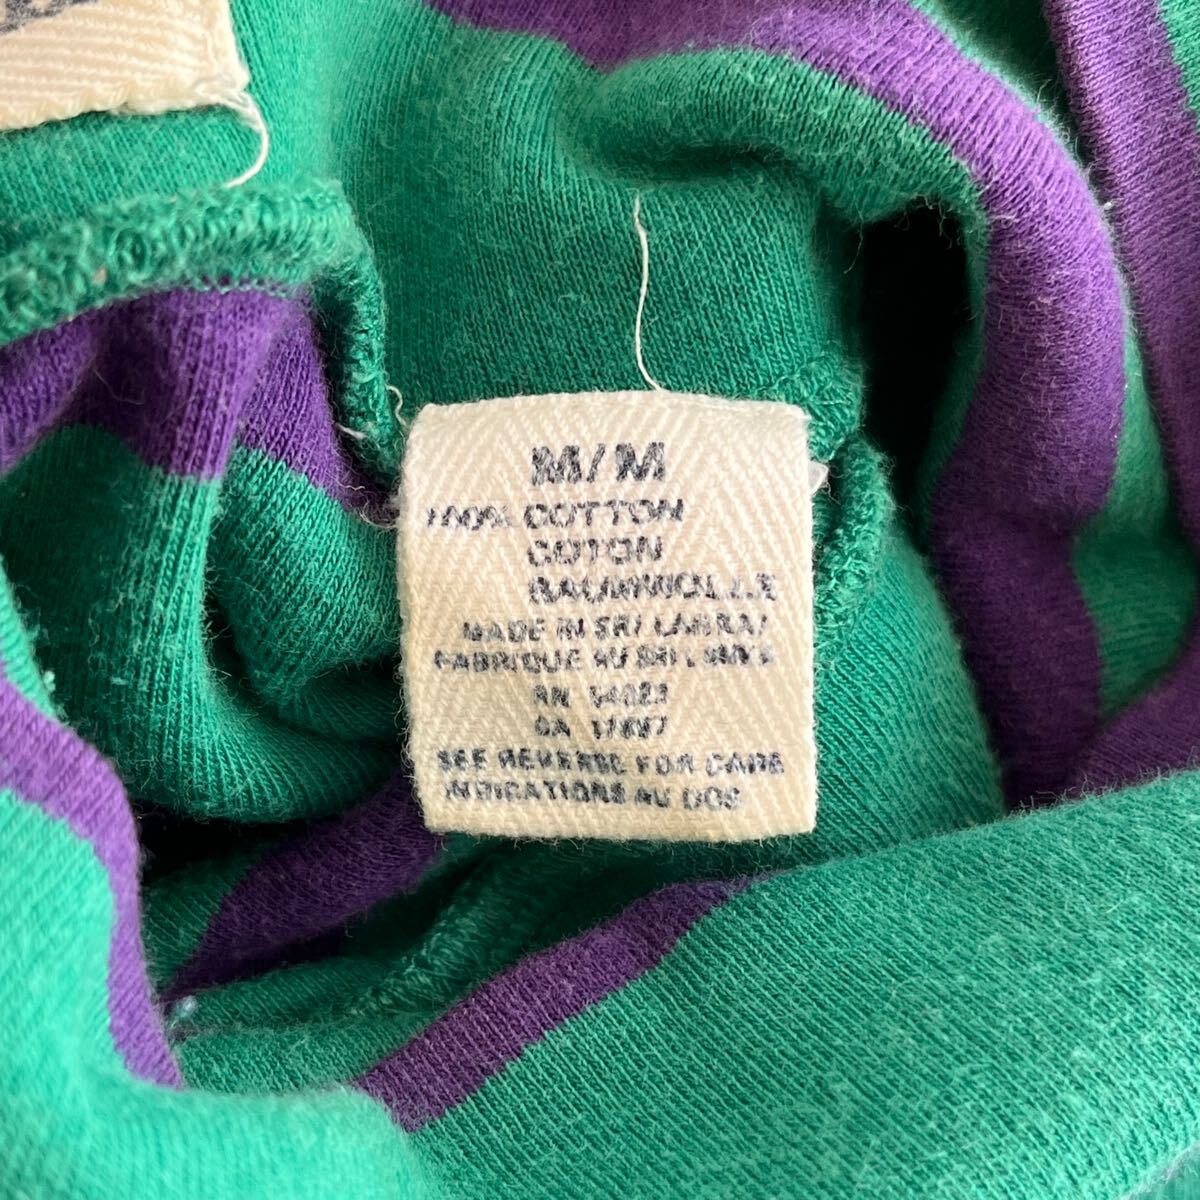 M/M
100% COTTON
COTON
BAUMWOLLE
MADE IN SRI LANKA/
FABRIQUE AU SRI LANKA
RN 54023
CA 17897
SEE REVERSE FOR CARE
INDICATIONS AU DOS